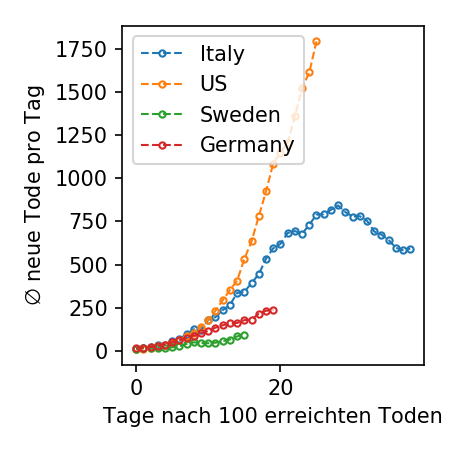 1750
1500
1250
1000
750
500
250
0
∅ neue Tode pro Tag
Italy
US
Sweden
Germany
0
20
Tage nach 100 erreichten Toden